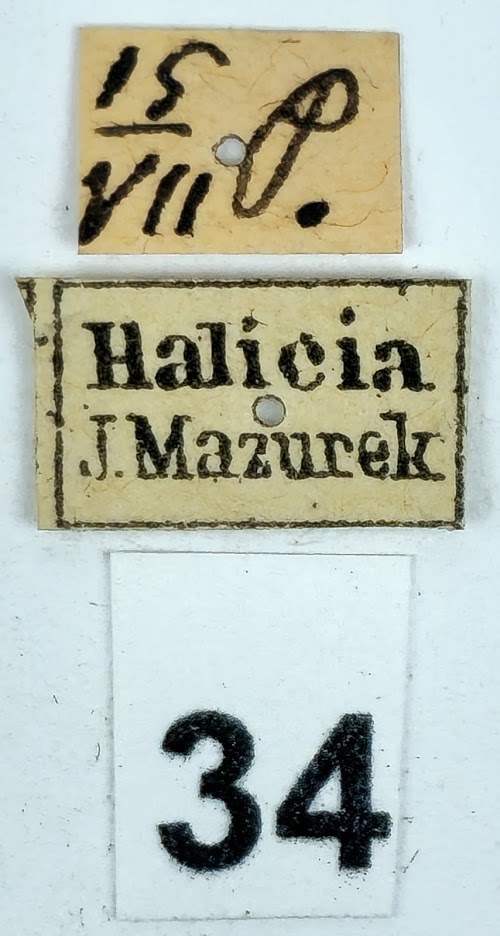 15
VII P.
Halicia
J. Mazurek
34